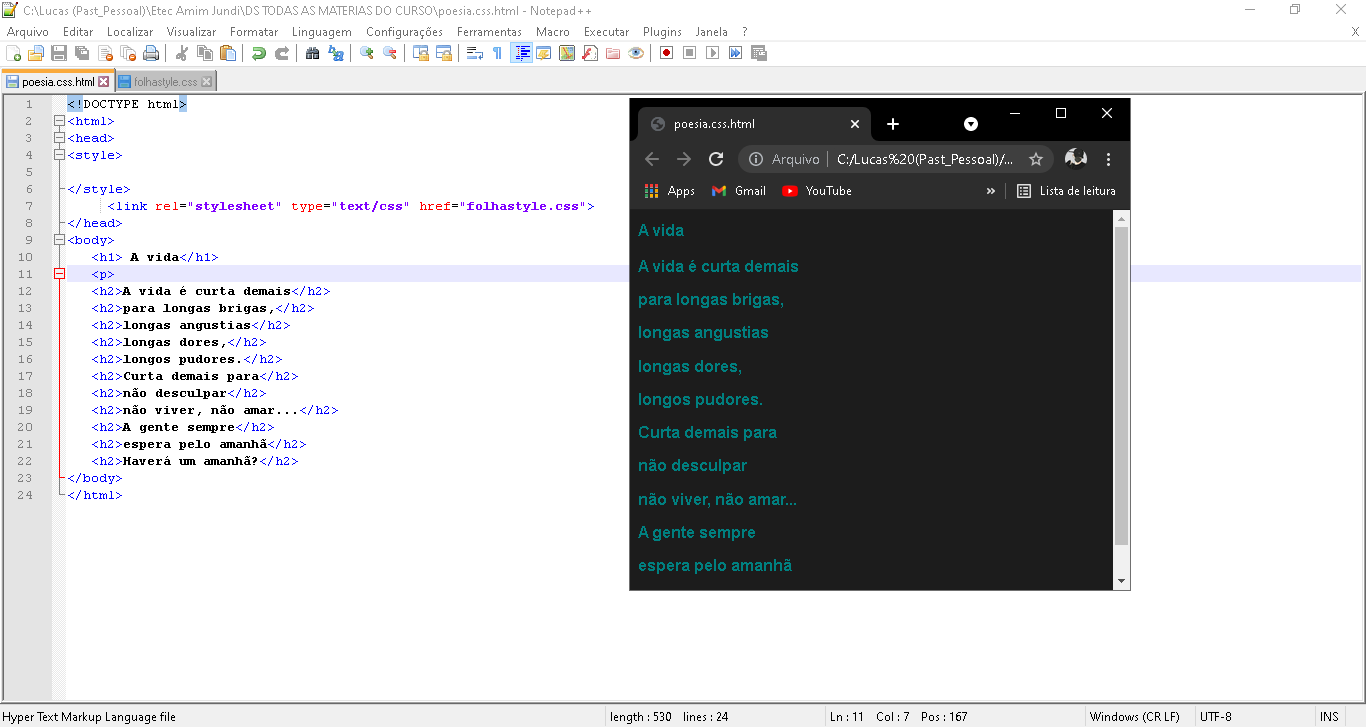 C:\Lucas (Past_Pessoal)\Etec Amim Jundi\DS TODAS AS MATERIAS DO CURSO\poesia.css.html - Notepad++
Arquivo Editar Localizar Visualizar Formatar Linguagem Configurações Ferramentas Macro Executar Plugins Janela ? X
poesia.css.html folhastyle.css
1 <!DOCTYPE html>
2 <html>
3 <head>
4 <style>
5
6 </style>
7 <link rel="stylesheet" type="text/css" href="folhastyle.css">
8 </head>
9 <body>
10 <h1> A vida</h1>
11 <p>
12 <h2>A vida é curta demais</h2>
13 <h2>para longas brigas,</h2>
14 <h2>longas angustias</h2>
15 <h2>longas dores,</h2>
16 <h2>longos pudores.</h2>
17 <h2>Curta demais para</h2>
18 <h2>não desculpar</h2>
19 <h2>não viver, não amar...</h2>
20 <h2>A gente sempre</h2>
21 <h2>espera pelo amanhã</h2>
22 <h2>Haverá um amanhã?</h2>
23 </body>
24 </html>
poesia.css.html
Arquivo C:/Lucas%20(Past_Pessoal)/...
Apps Gmail YouTube » Lista de leitura
A vida
A vida é curta demais
para longas brigas,
longas angustias
longas dores,
longos pudores.
Curta demais para
não desculpar
não viver, não amar...
A gente sempre
espera pelo amanhã
Hyper Text Markup Language file length : 530 lines : 24 Ln : 11 Col : 7 Pos : 167 Windows (CR LF) UTF-8 INS